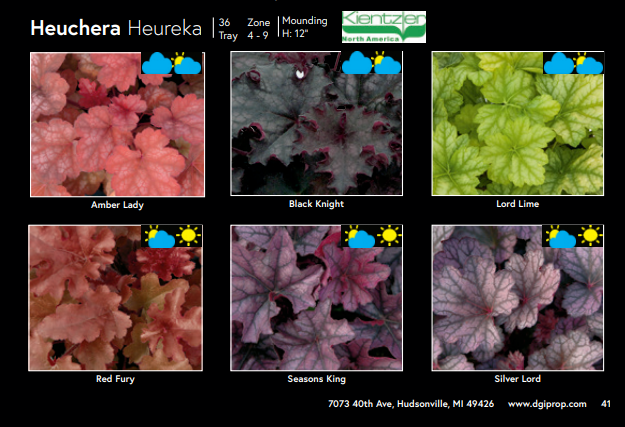 Heuchera Heureka
36
Tray
Zone
4 - 9
Mounding
H: 12"
Kientzler
North America
Amber Lady
Black Knight
Lord Lime
Red Fury
Seasons King
Silver Lord
7073 40th Ave, Hudsonville, MI 49426 www.dgiprop.com 41